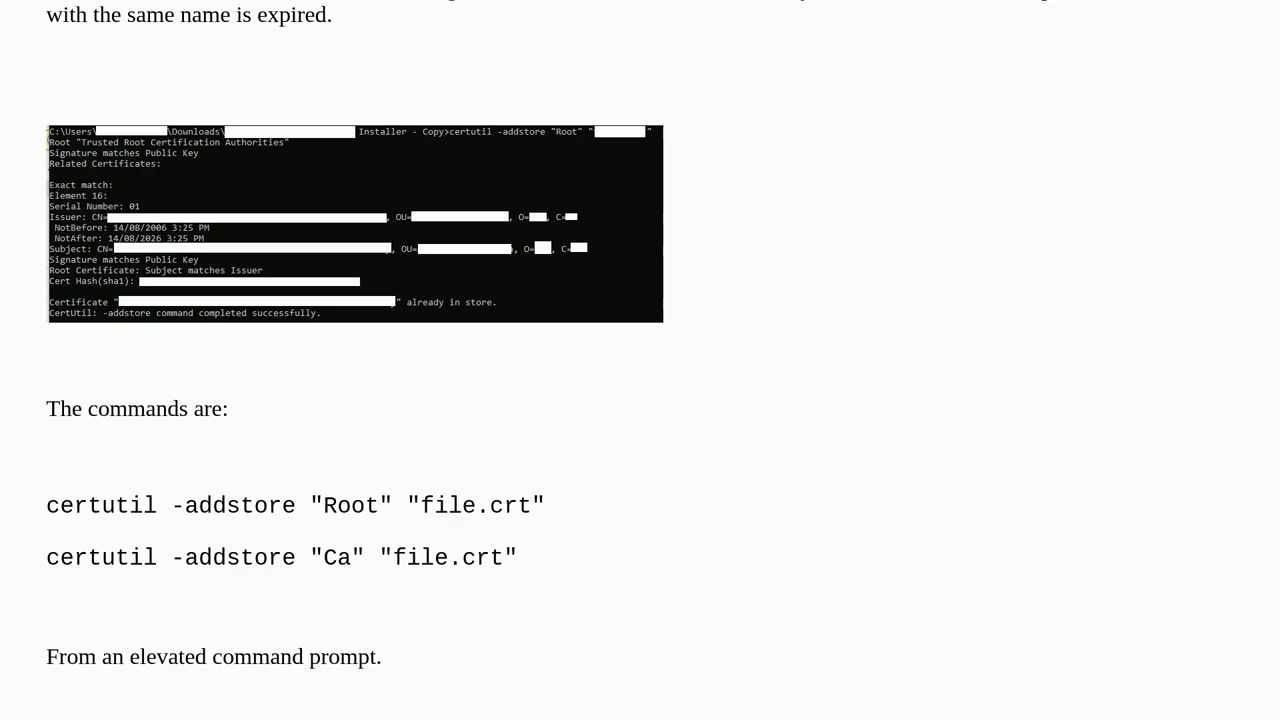 with the same name is expired.
C:\Users\ \Downloads\ Installer - Copy>certutil -addstore "Root" " "
Root "Trusted Root Certification Authorities"
Signature matches Public Key
Related Certificates:
Exact match:
Element 16:
Serial Number: 01
Issuer: CN= , OU= , O= , C=
NotBefore: 14/08/2006 3:25 PM
NotAfter: 14/08/2026 3:25 PM
Subject: CN= , OU= , O= , C=
Signature matches Public Key
Root Certificate: Subject matches Issuer
Cert Hash(sha1):
Certificate " " already in store.
CertUtil: -addstore command completed successfully.
The commands are:
certutil -addstore "Root" "file.crt"
certutil -addstore "Ca" "file.crt"
From an elevated command prompt.